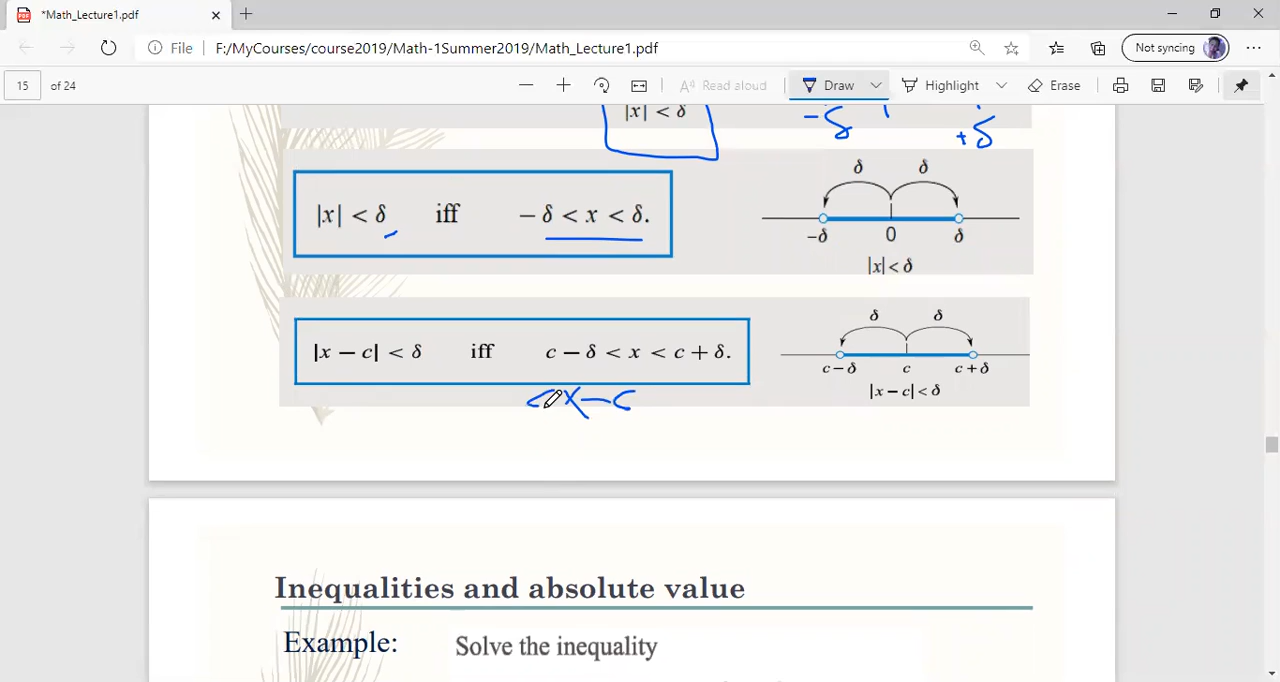 *Math_Lecture1.pdf
File F:/MyCourses/course2019/Math-1Summer2019/Math_Lecture1.pdf Not syncing
15 of 24 Read aloud Draw Highlight Erase
|x| < δ -δ +δ
δ δ
|x| < δ iff − δ < x < δ.
-δ 0 δ
|x| < δ
δ δ
|x − c| < δ iff c − δ < x < c + δ.
c − δ c c + δ
|x − c| < δ
< x − c
Inequalities and absolute value
Example: Solve the inequality